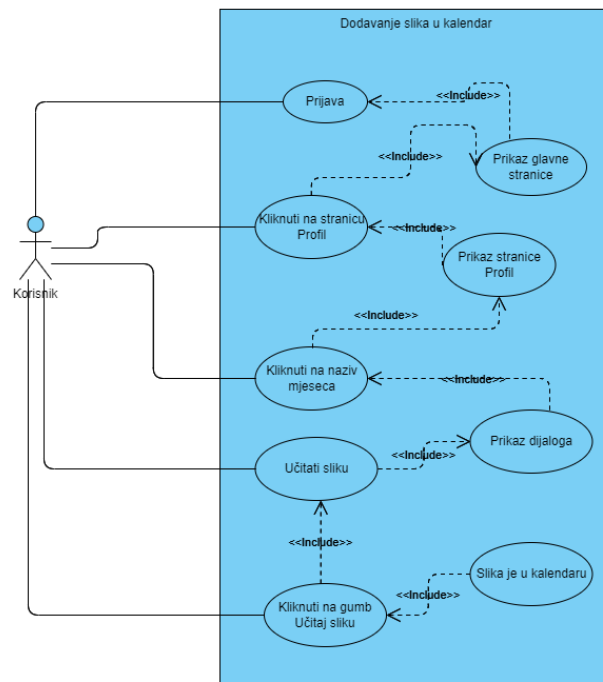 Dodavanje slika u kalendar
<<Include>>
Prijava
<<Include>>
Prikaz glavne
stranice
Kliknuti na stranicu
Profil
<<Include>>
Prikaz stranice
Profil
Korisnik
<<Include>>
Kliknuti na naziv
mjeseca
<<Include>>
Prikaz dijaloga
<<Include>>
Učitati sliku
<<Include>>
Slika je u kalendaru
<<Include>>
Kliknuti na gumb
Učitaj sliku